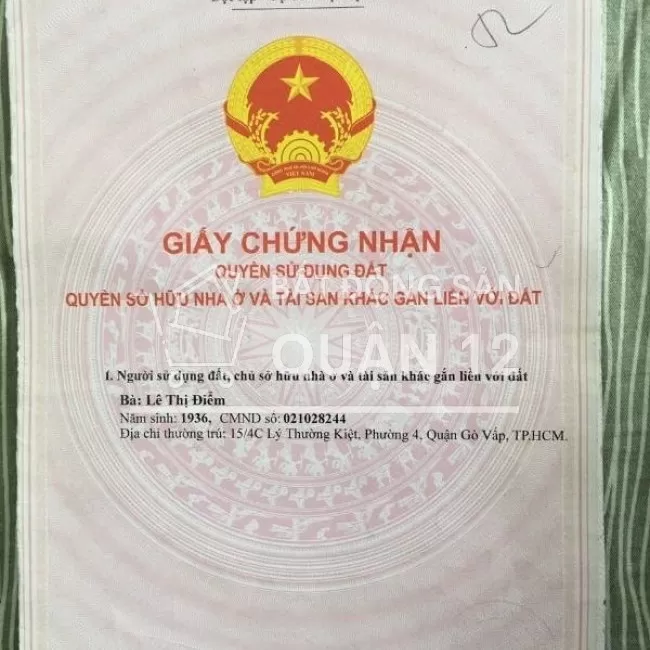 GIẤY CHỨNG NHẬN
QUYỀN SỬ DỤNG ĐẤT
QUYỀN SỞ HỮU NHÀ Ở VÀ TÀI SẢN KHÁC GẮN LIỀN VỚI ĐẤT
BẤT ĐỘNG SẢN
QUẬN 12
I. Người sử dụng đất, chủ sở hữu nhà ở và tài sản khác gắn liền với đất
Bà: Lê Thị Điểm
Năm sinh: 1936, CMND số: 021028244
Địa chỉ thường trú: 15/4C Lý Thường Kiệt, Phường 4, Quận Gò Vấp, TP.HCM.